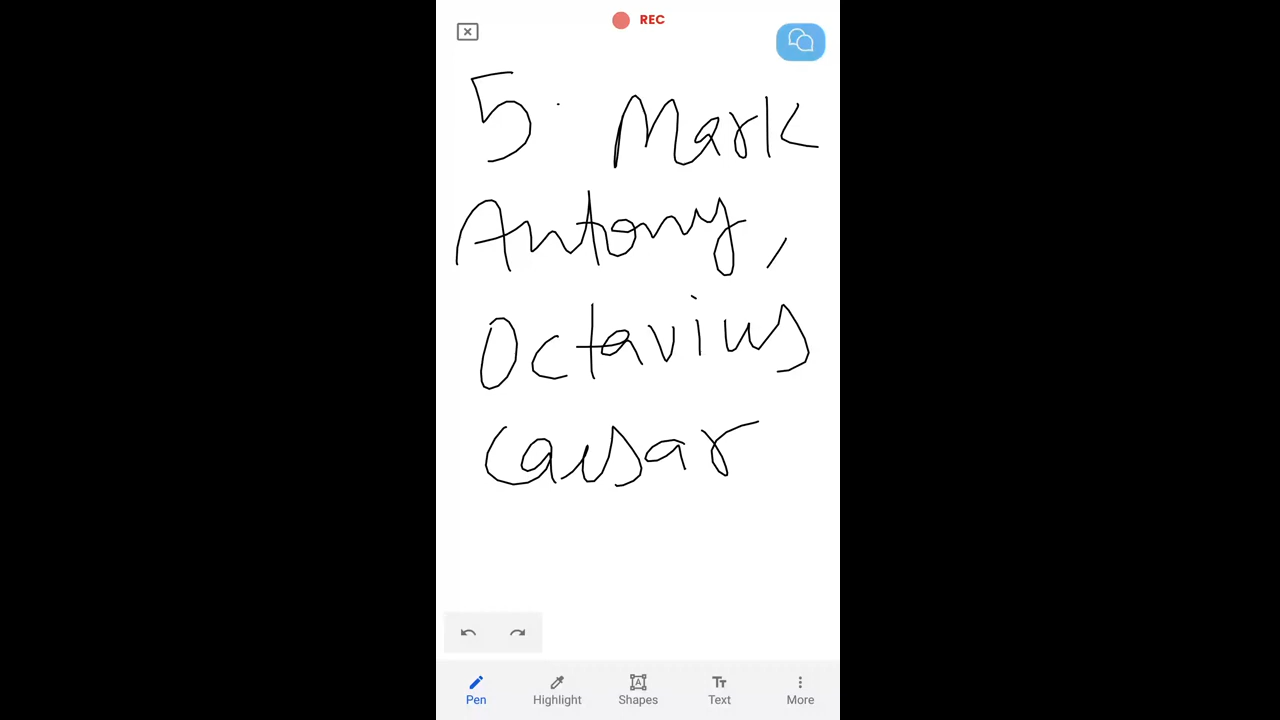 REC
5. Mark
Antony,
Octavius
Caesar
Pen Highlight Shapes Text More